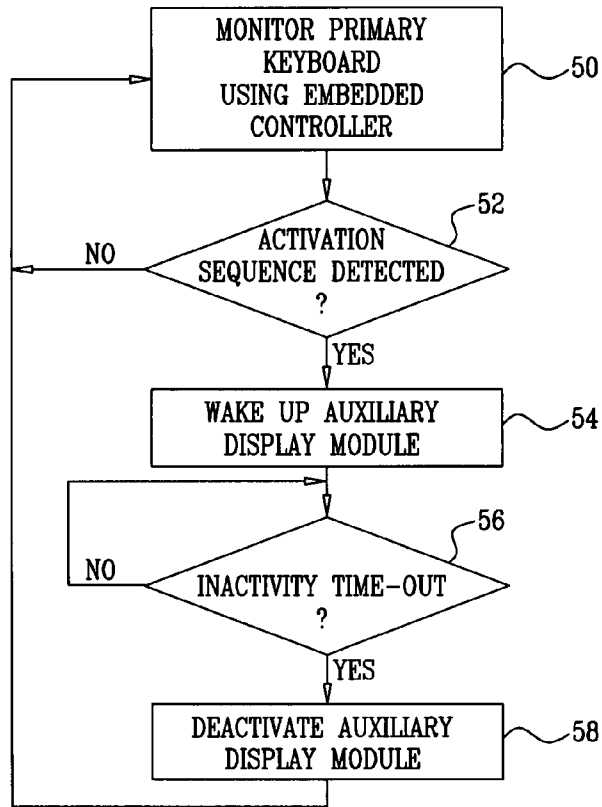 MONITOR PRIMARY
KEYBOARD
USING EMBEDDED
CONTROLLER
50
52
ACTIVATION
SEQUENCE DETECTED
?
NO
YES
WAKE UP AUXILIARY
DISPLAY MODULE
54
56
INACTIVITY TIME-OUT
?
NO
YES
DEACTIVATE AUXILIARY
DISPLAY MODULE
58